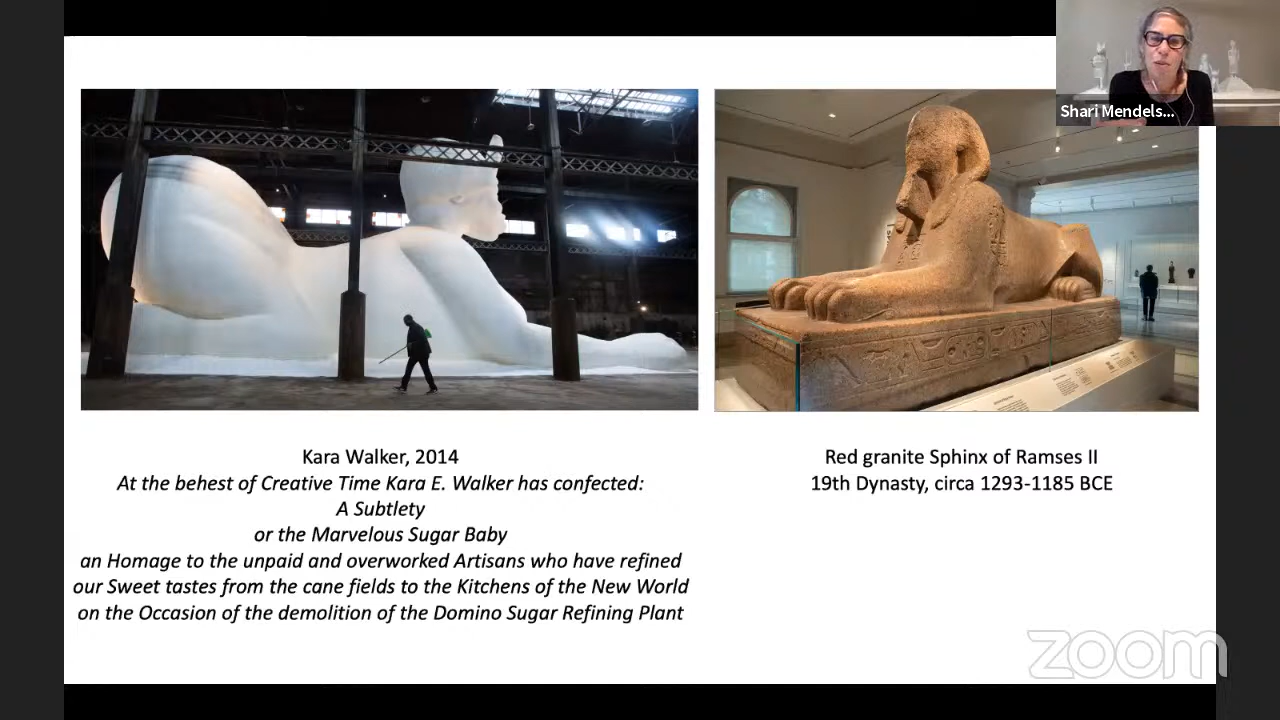 Shari Mendels...
Kara Walker, 2014
At the behest of Creative Time Kara E. Walker has confected:
A Subtlety
or the Marvelous Sugar Baby
an Homage to the unpaid and overworked Artisans who have refined
our Sweet tastes from the cane fields to the Kitchens of the New World
on the Occasion of the demolition of the Domino Sugar Refining Plant
Red granite Sphinx of Ramses II
19th Dynasty, circa 1293-1185 BCE
zoom